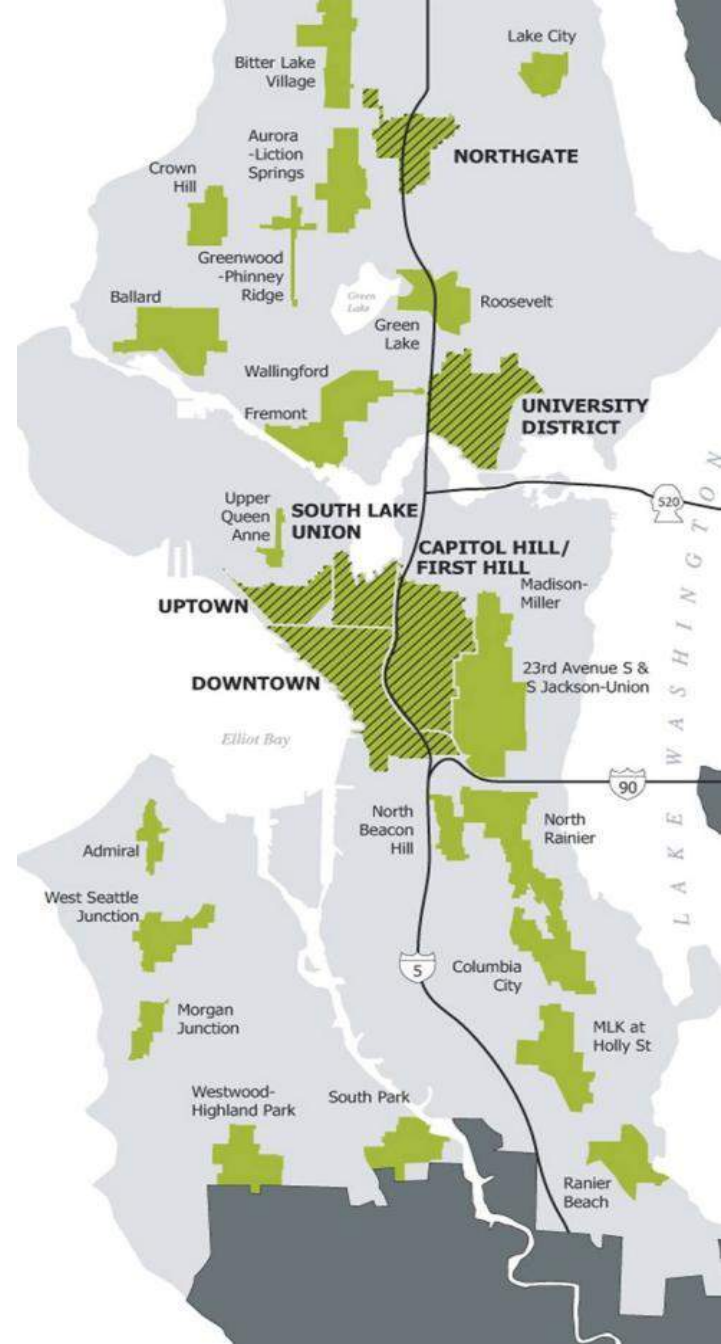 Lake City
Bitter Lake
Village
Aurora
-Liction
Springs
NORTHGATE
Crown
Hill
Greenwood
-Phinney
Ridge
Ballard
Green
Lake
Roosevelt
Green
Lake
Wallingford
Fremont
UNIVERSITY
DISTRICT
Upper
Queen
Anne
SOUTH LAKE
UNION
520
CAPITOL HILL/
FIRST HILL
Madison-
Miller
UPTOWN
DOWNTOWN
23rd Avenue S &
S Jackson-Union
LAKE WASHINGTON
Elliot Bay
90
North
Beacon
Hill
North
Rainier
Admiral
West Seattle
Junction
5
Columbia
City
Morgan
Junction
MLK at
Holly St
Westwood-
Highland Park
South Park
Ranier
Beach